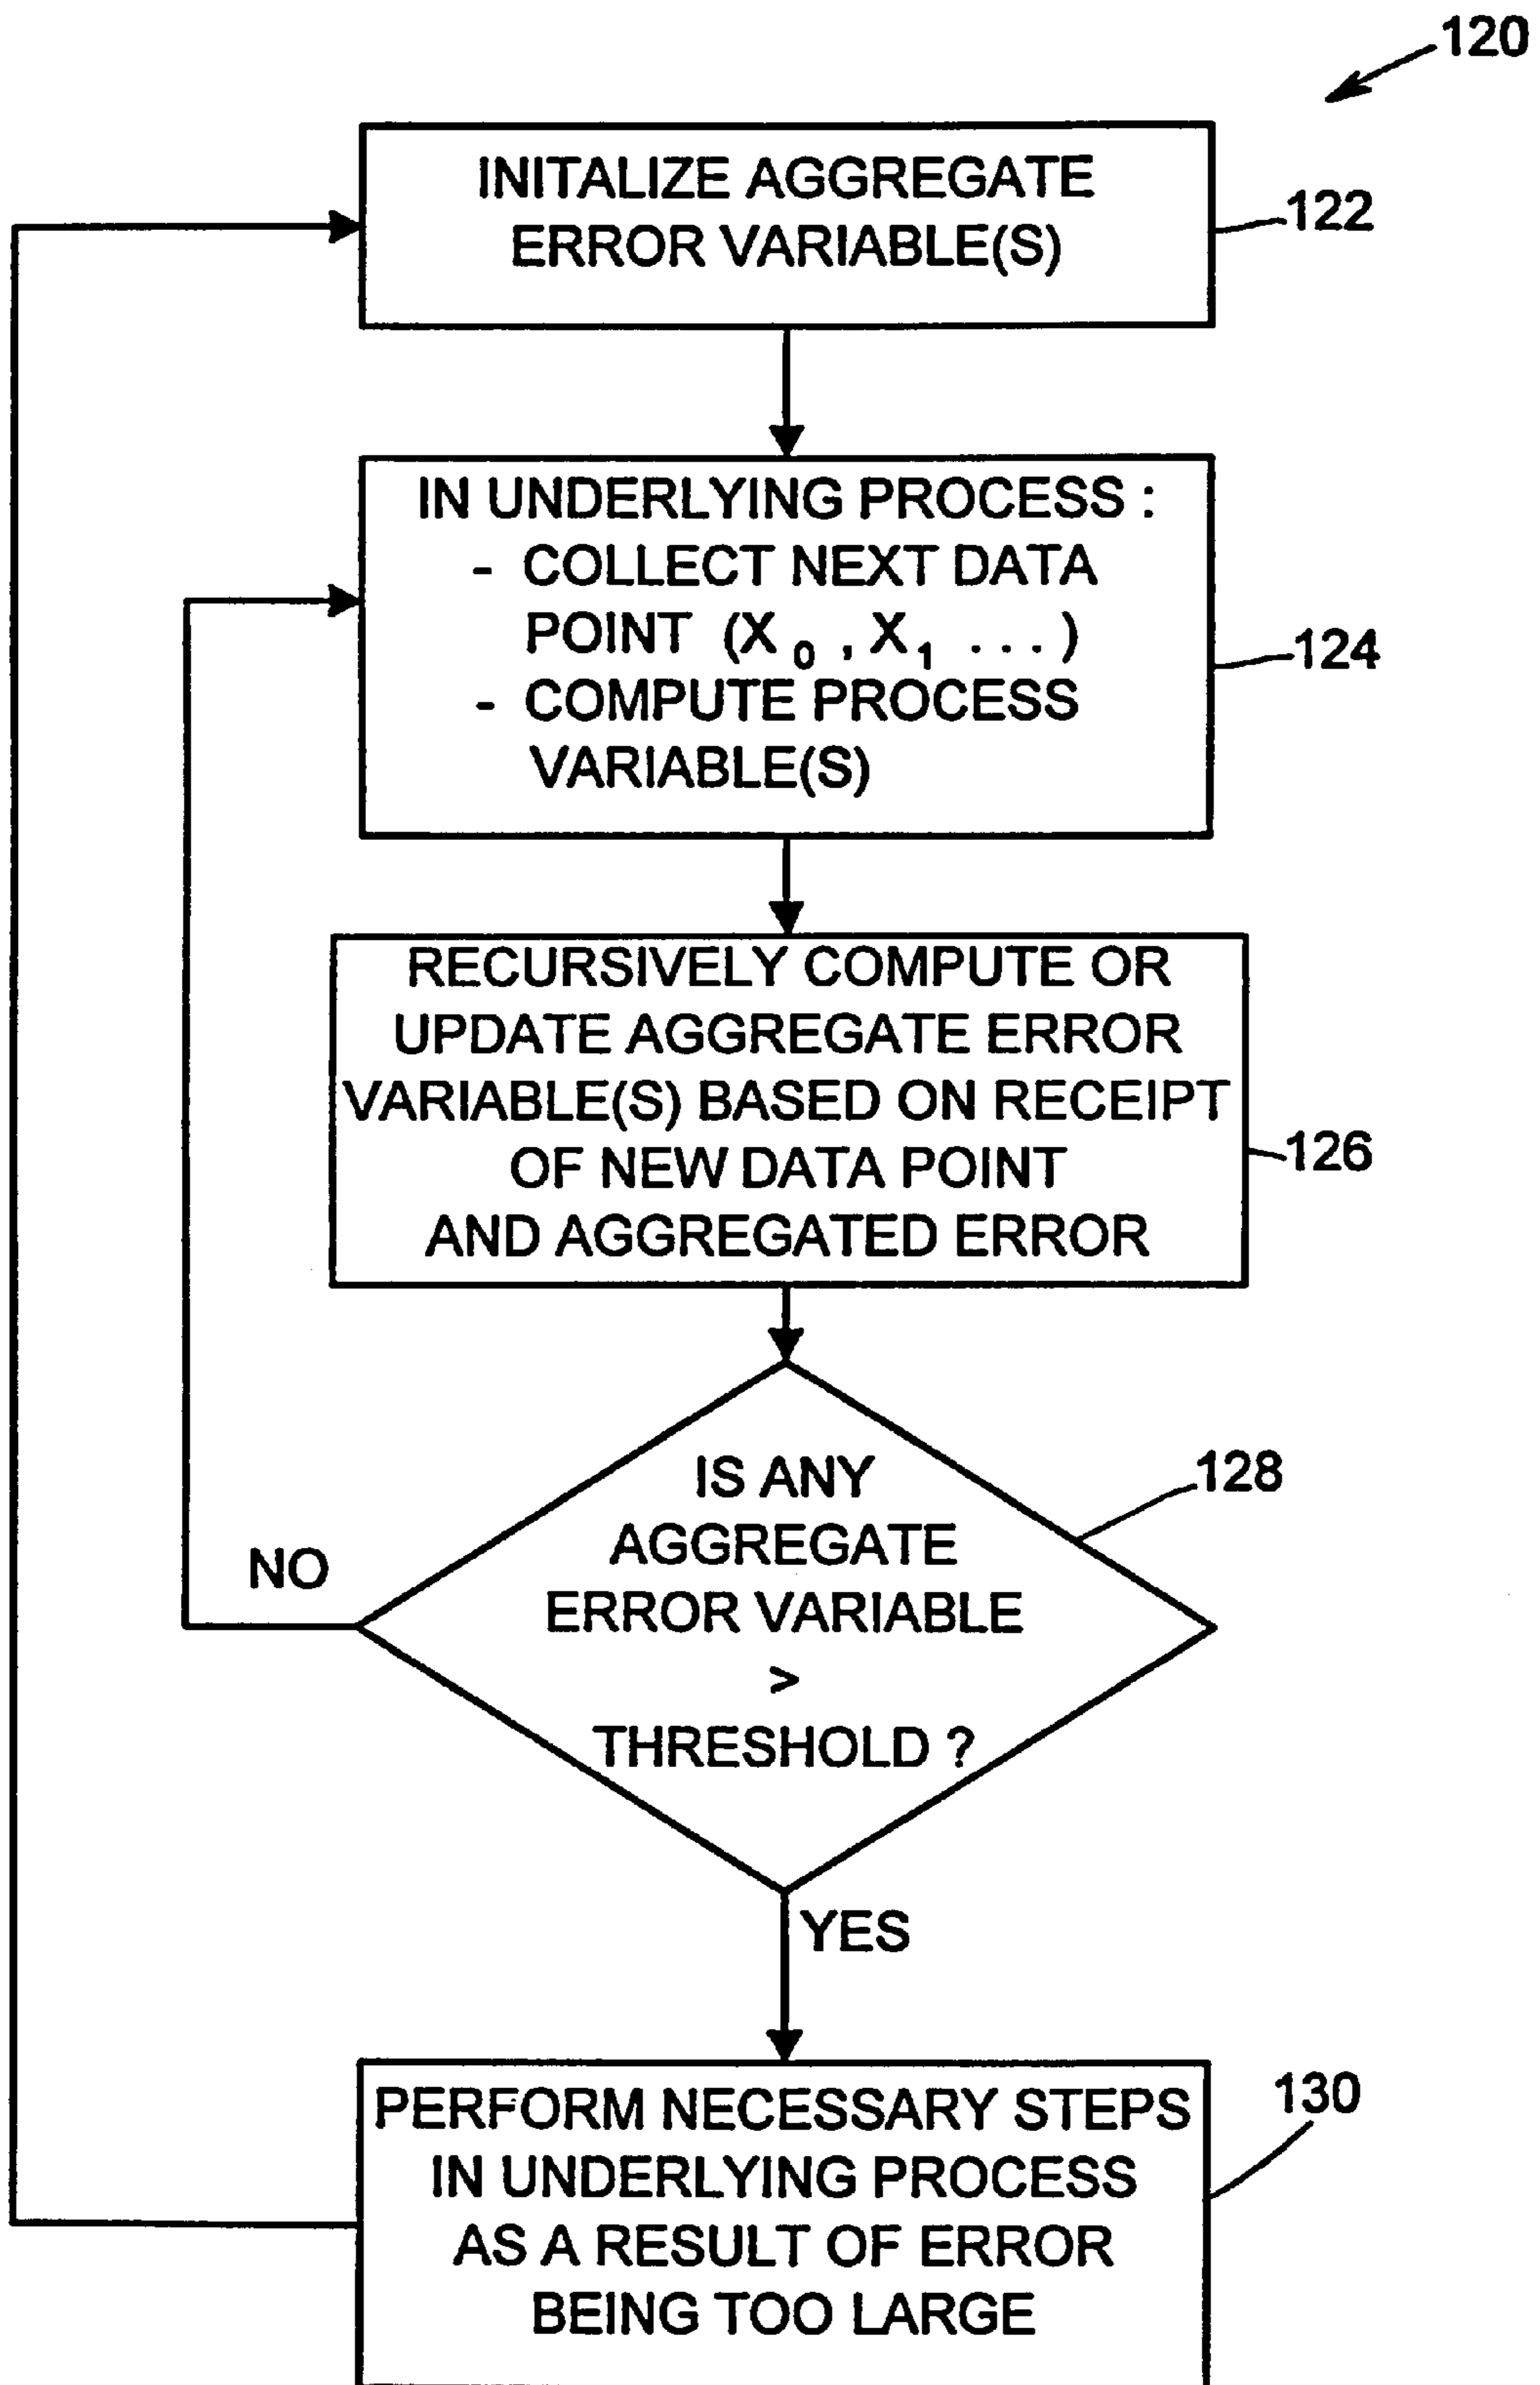 120
INITALIZE AGGREGATE
ERROR VARIABLE(S)
122
IN UNDERLYING PROCESS :
- COLLECT NEXT DATA
POINT (X 0 , X 1 . . . )
124
- COMPUTE PROCESS
VARIABLE(S)
RECURSIVELY COMPUTE OR
UPDATE AGGREGATE ERROR
VARIABLE(S) BASED ON RECEIPT
OF NEW DATA POINT
126
AND AGGREGATED ERROR
IS ANY
128
AGGREGATE
NO
ERROR VARIABLE
>
THRESHOLD ?
YES
PERFORM NECESSARY STEPS
130
IN UNDERLYING PROCESS
AS A RESULT OF ERROR
BEING TOO LARGE